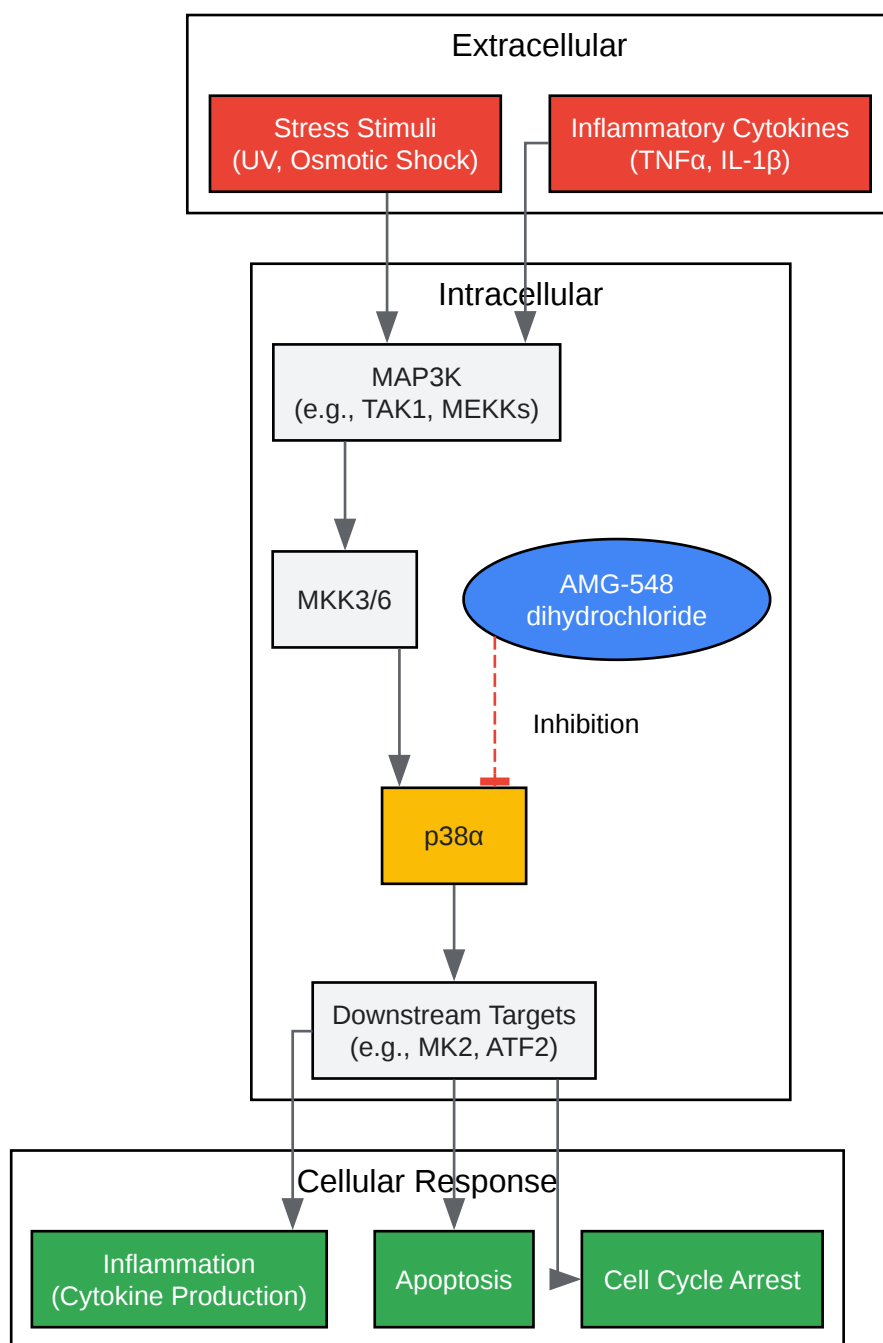 Extracellular
Stress Stimuli
(UV, Osmotic Shock)
Inflammatory Cytokines
(TNFα, IL-1β)
Intracellular
MAP3K
(e.g., TAK1, MEKKs)
MKK3/6
AMG-548
dihydrochloride
Inhibition
p38α
Downstream Targets
(e.g., MK2, ATF2)
Cellular Response
Inflammation
(Cytokine Production)
Apoptosis
Cell Cycle Arrest